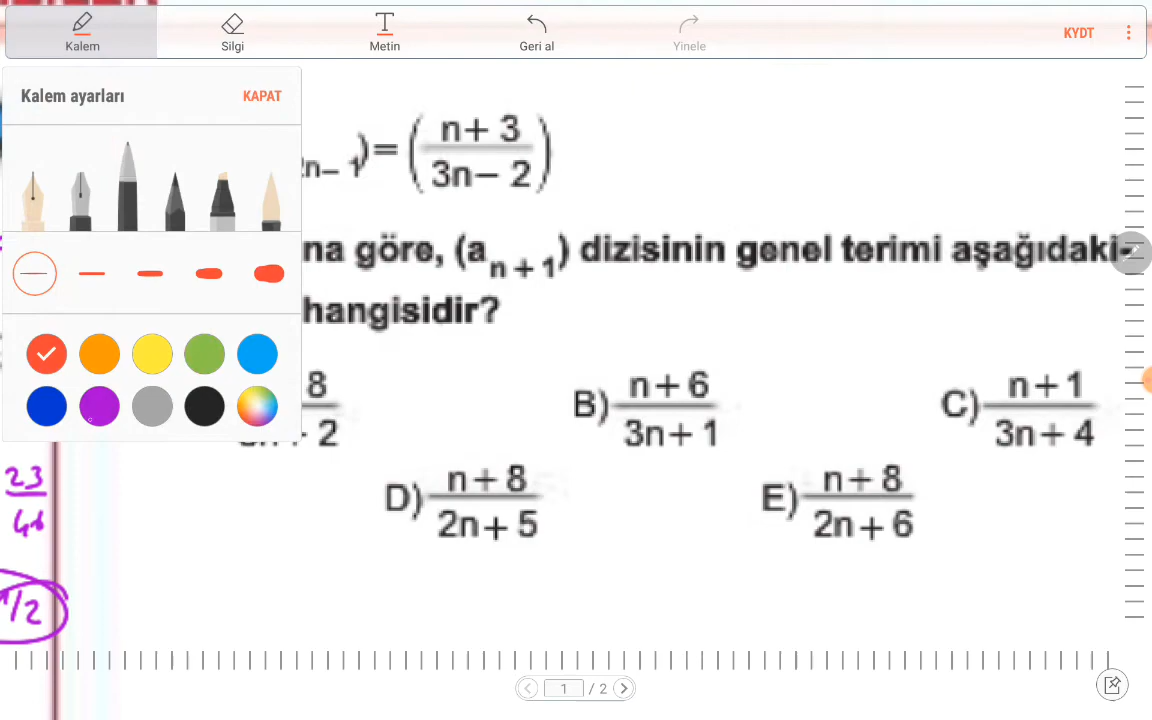 Kalem Silgi Metin Geri al Yinele KYDT
Kalem ayarları KAPAT
2n– 1) = ( n+ 3 / 3n– 2 )
na göre, (a n + 1) dizisinin genel terimi aşağıdaki-
hangisidir?
8 / 2 B) n+ 6 / 3n+ 1 C) n+ 1 / 3n+ 4
D) n+ 8 / 2n+ 5 E) n+ 8 / 2n+ 6
23
46
1/2
1 / 2